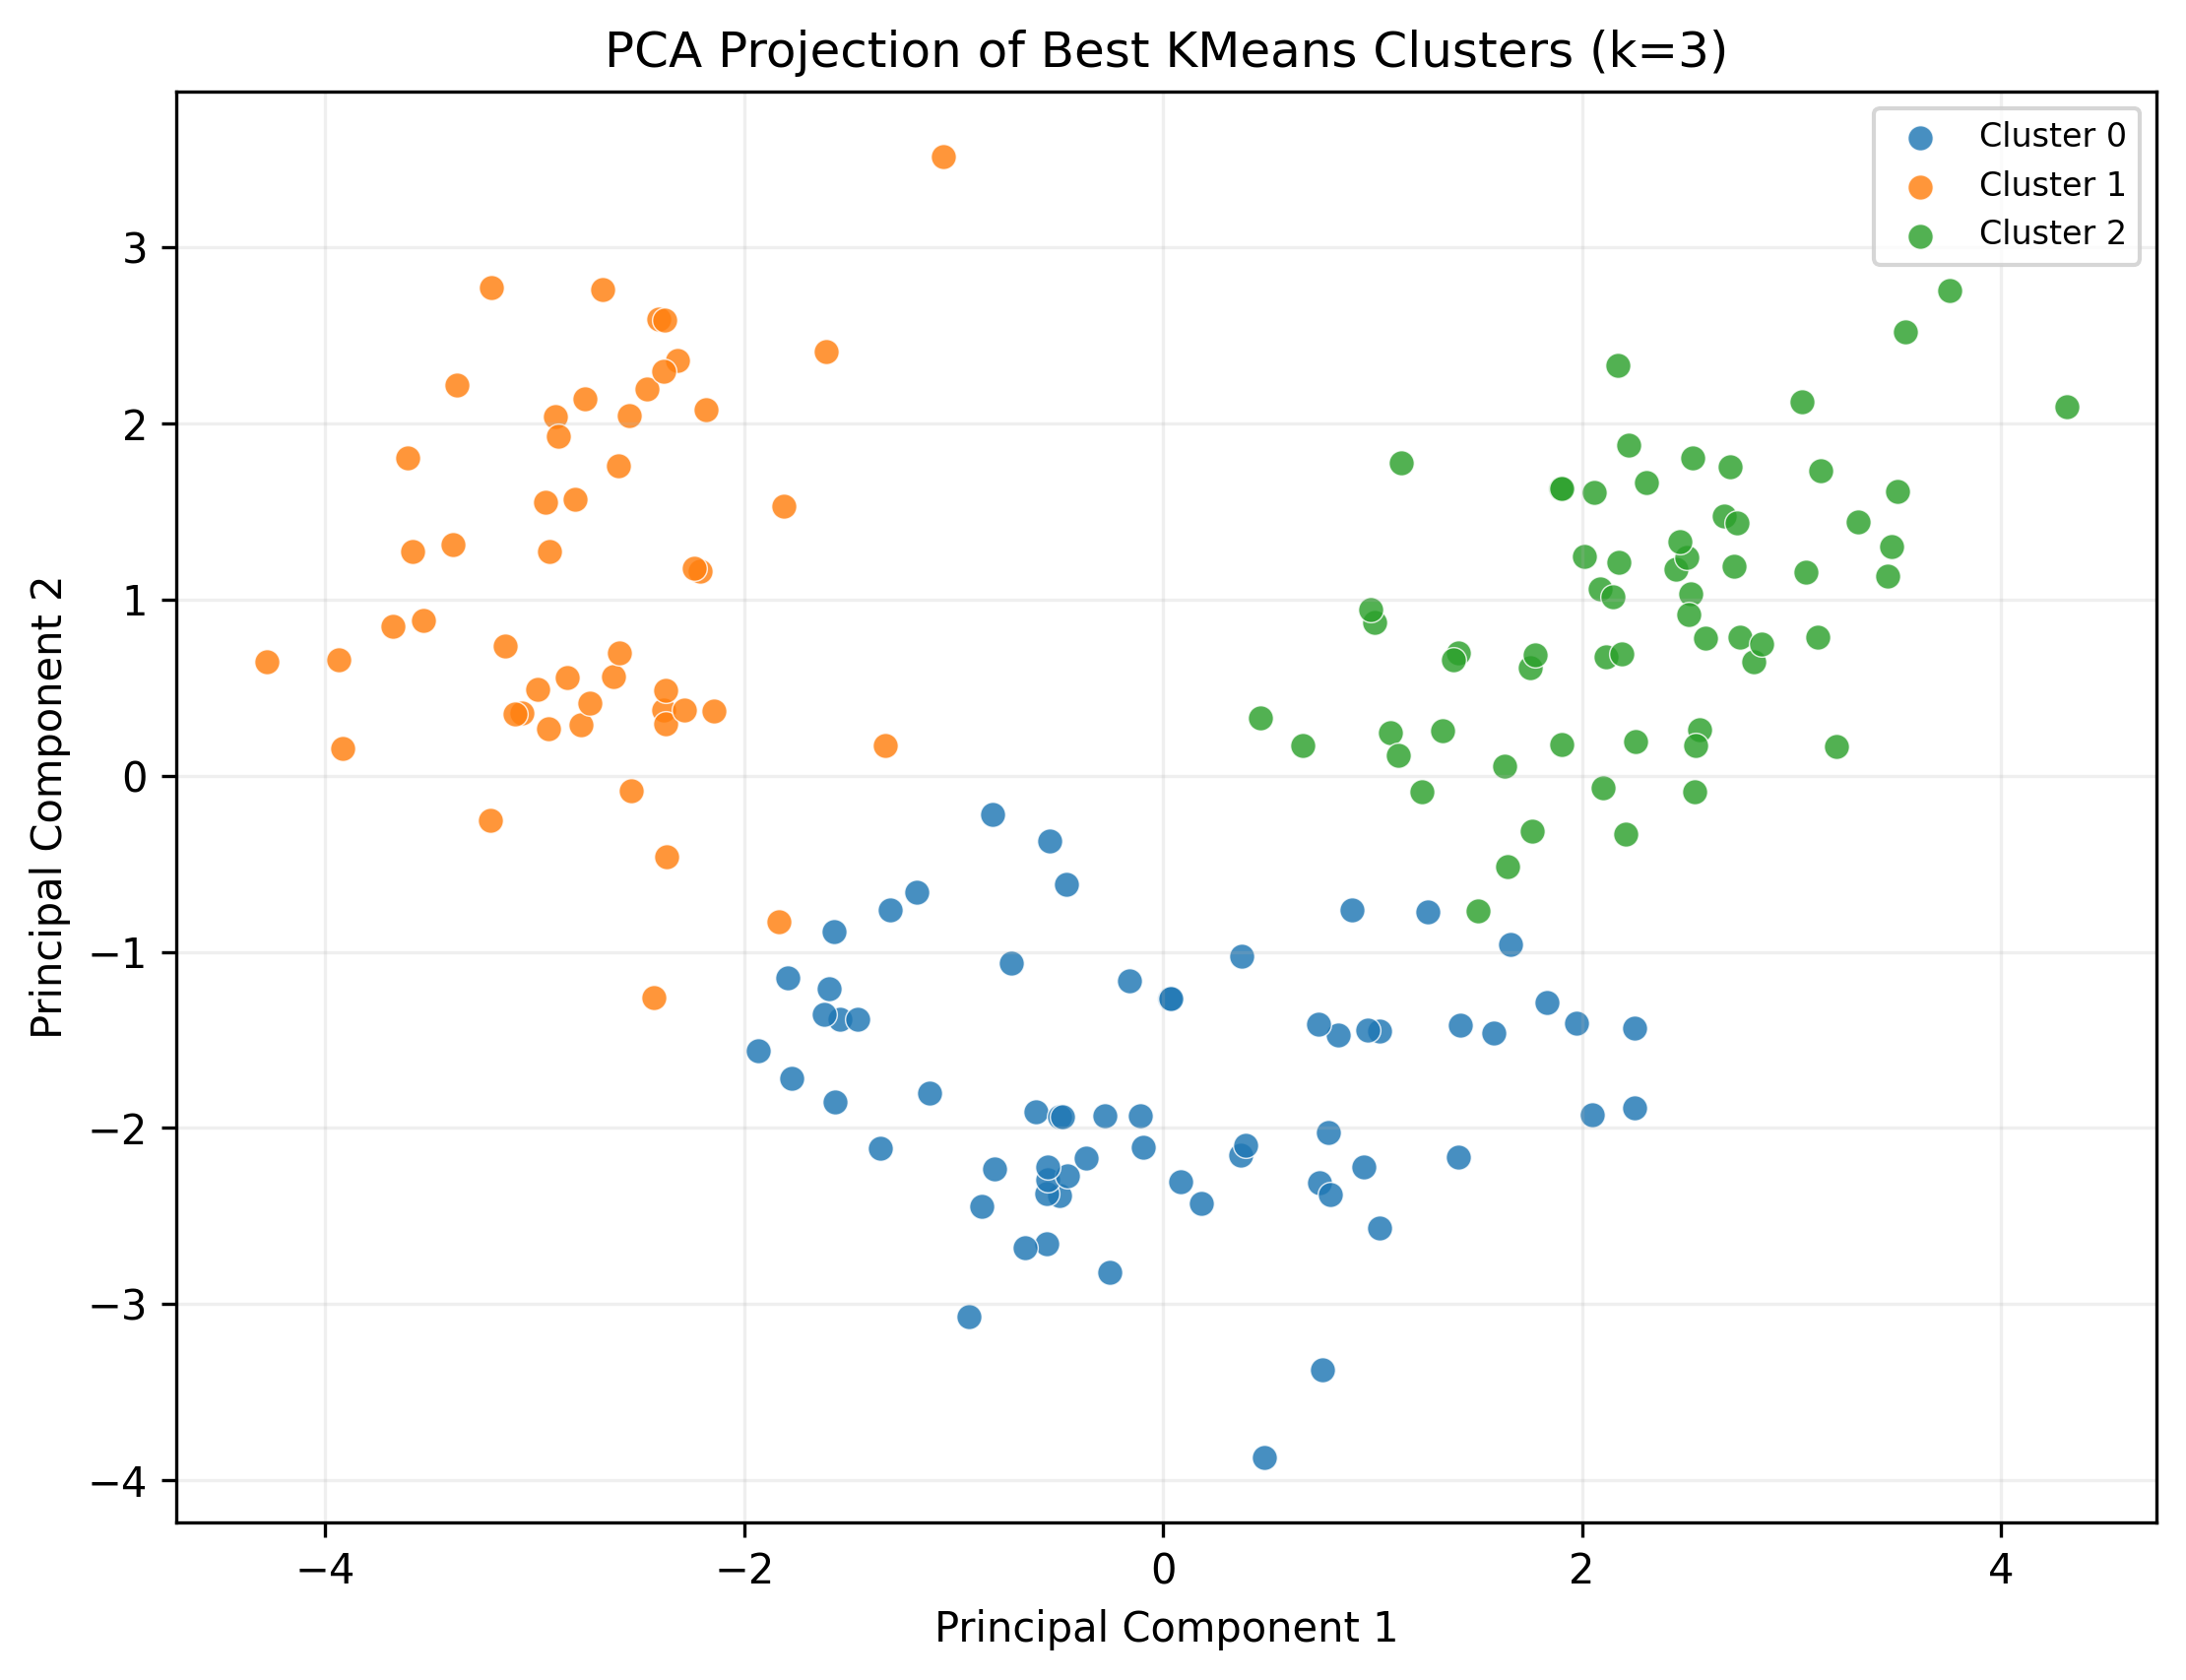 PCA Projection of Best KMeans Clusters (k=3)
Cluster 0
Cluster 1
Cluster 2
3
2
1
0
−1
−2
−3
−4
Principal Component 2
−4
−2
0
2
4
Principal Component 1